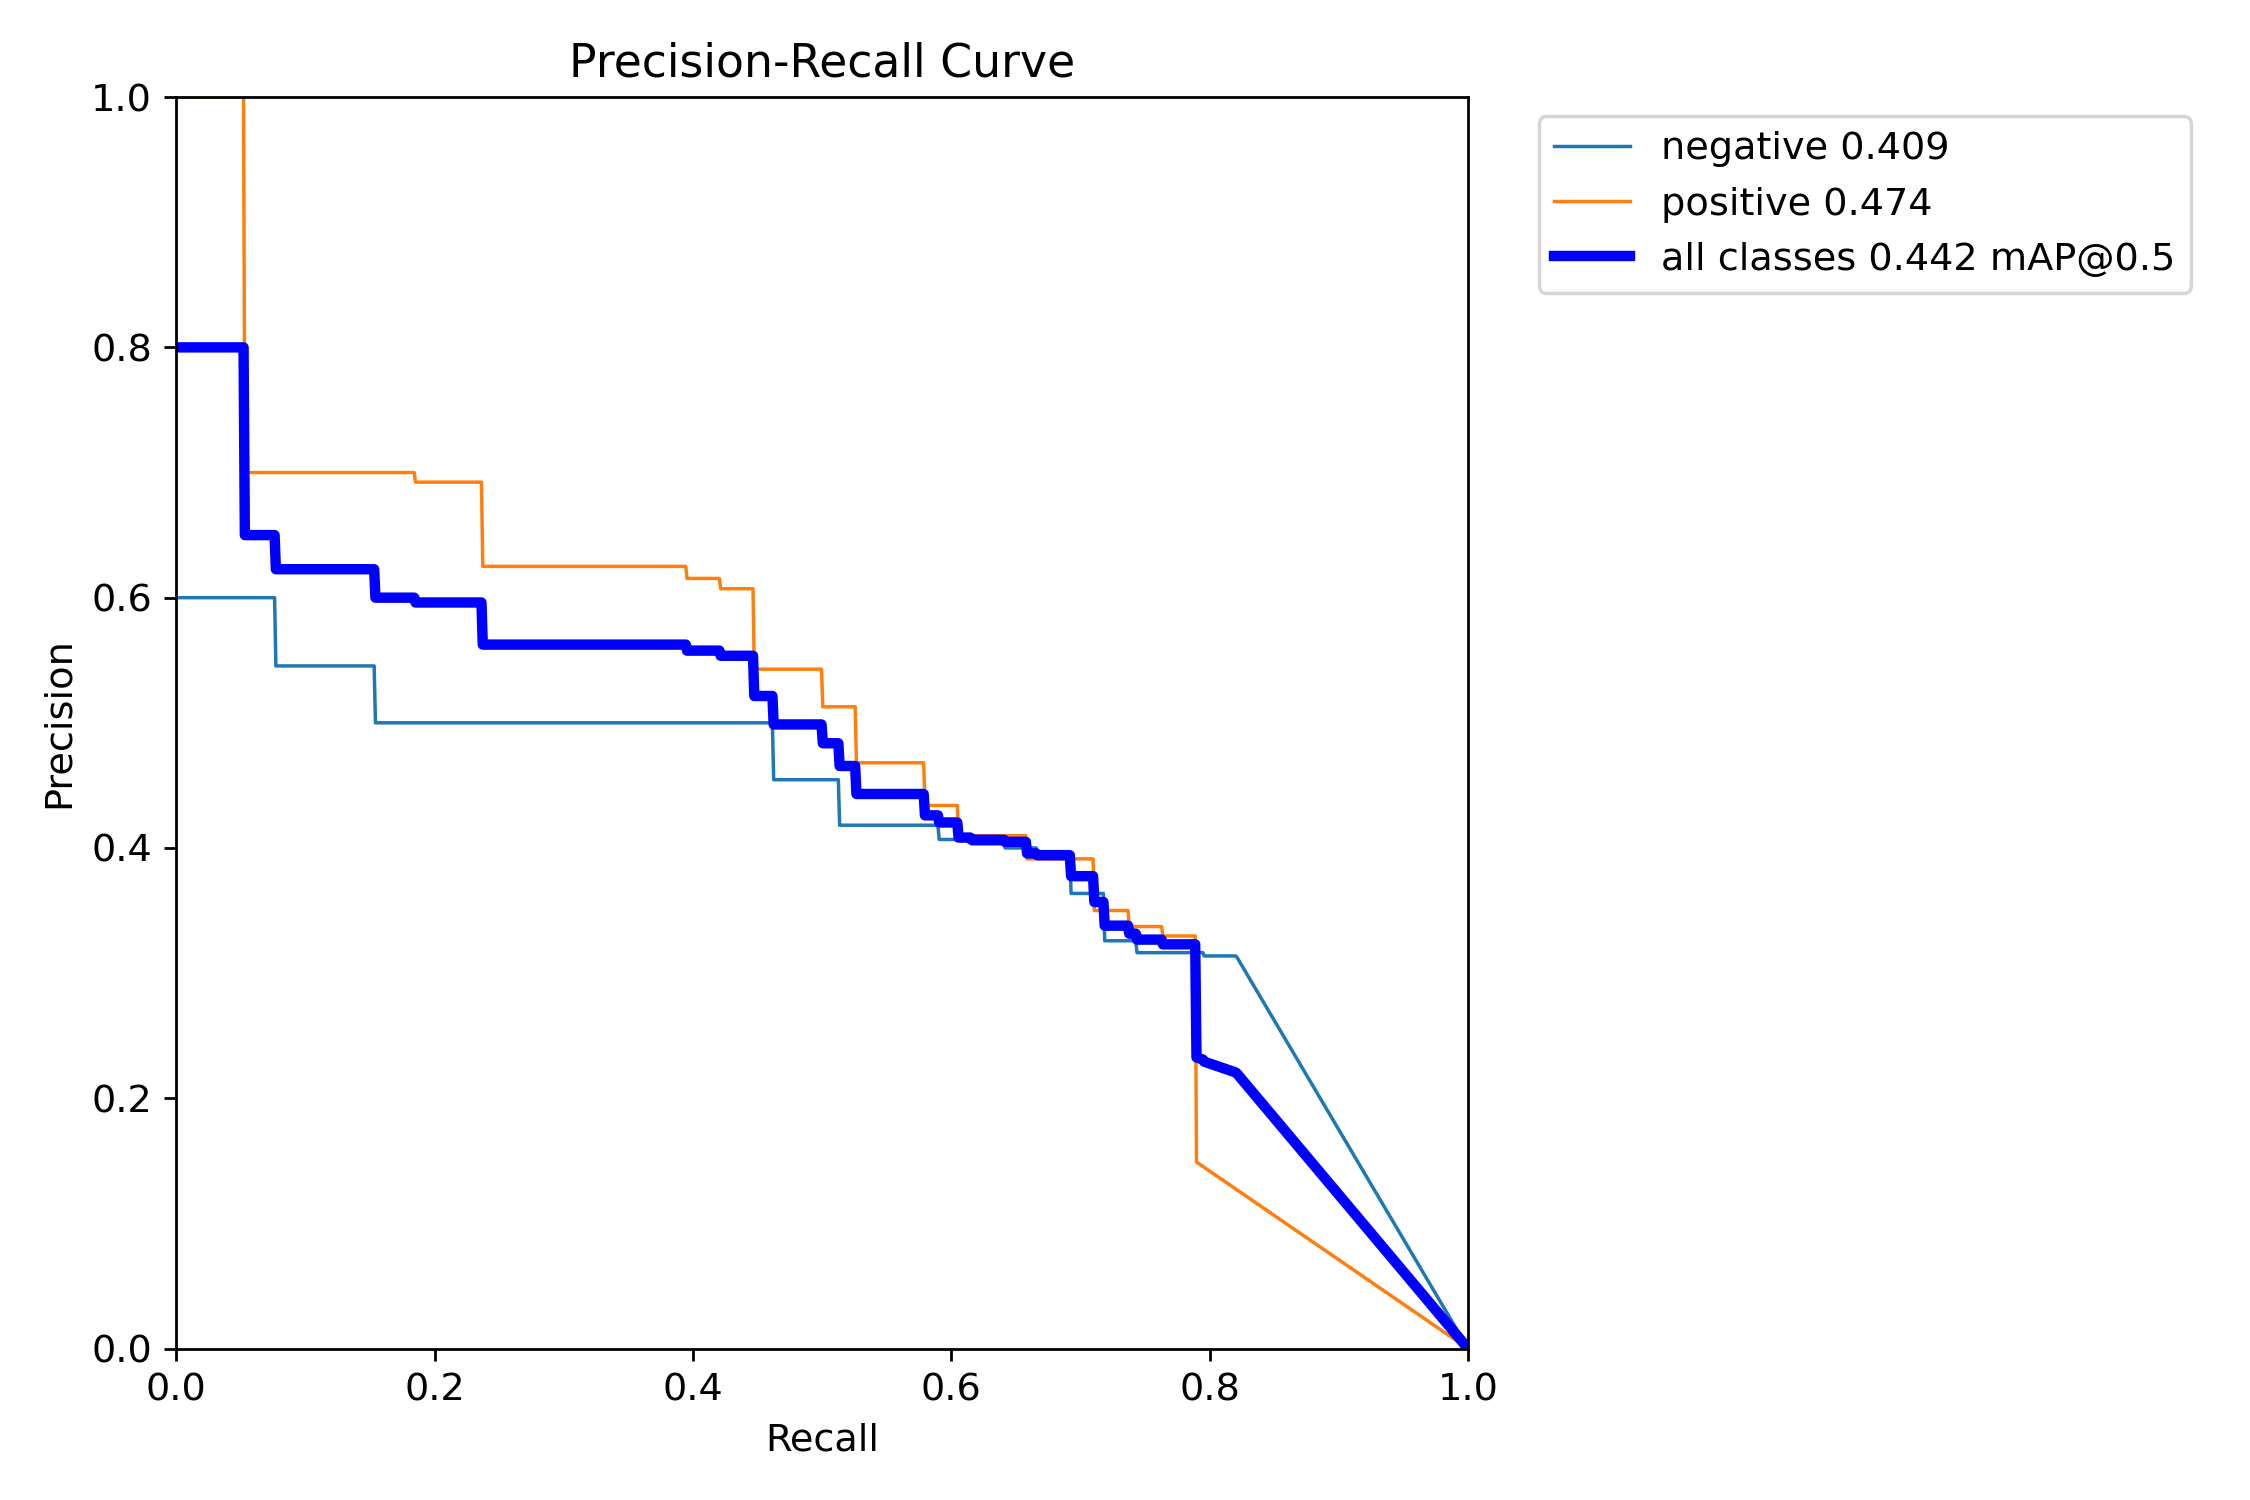 Precision-Recall Curve
1.0
0.8
0.6
0.4
0.2
0.0
Precision
0.0 0.2 0.4 0.6 0.8 1.0
Recall
negative 0.409
positive 0.474
all classes 0.442 mAP@0.5